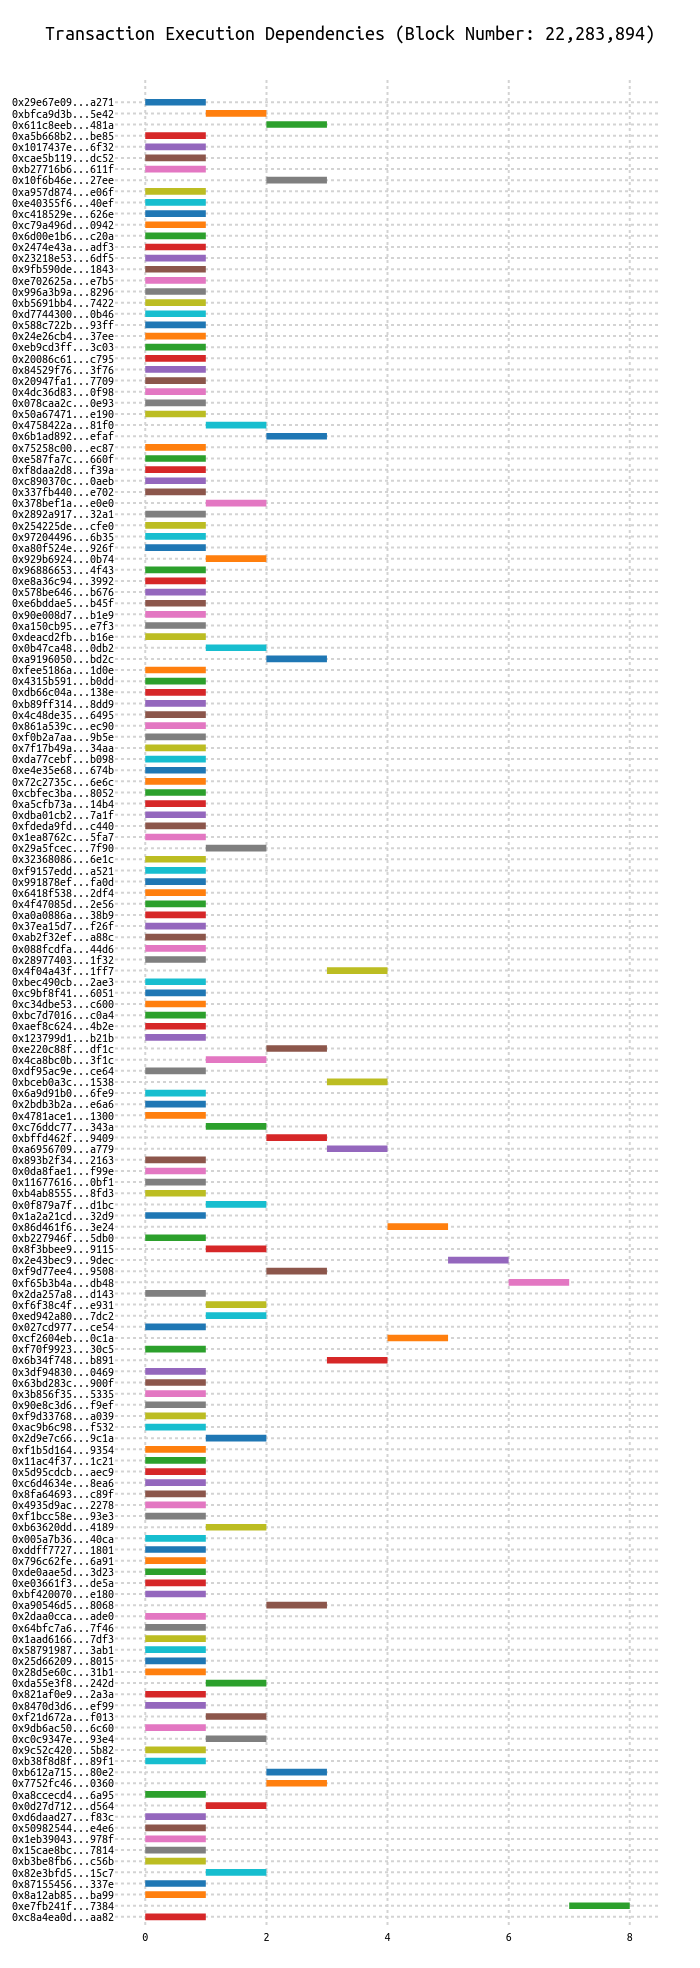 Transaction Execution Dependencies (Block Number: 22,283,894)
0x29e67e09...a271
0xbfca9d3b...5e42
0x611c8eeb...481a
0xa5b668b2...be85
0x1017437e...6f32
0xcae5b119...dc52
0xb27716b6...611f
0x10f6b46e...27ee
0xa957d874...e06f
0xe40355f6...40ef
0xc418529e...626e
0xc79a496d...0942
0x6d00e1b6...c20a
0x2474e43a...adf3
0x23218e53...6df5
0x9fb590de...1843
0xe702625a...e7b5
0x996a3b9a...8296
0xb5691bb4...7422
0xd7744300...0b46
0x588c722b...93ff
0x24e26cb4...37ee
0xeb9cd3ff...3c03
0x20086c61...c795
0x84529f76...3f76
0x20947fa1...7709
0x4dc36d83...0f98
0x078caa2c...0e93
0x50a67471...e190
0x4758422a...81f0
0x6b1ad892...efaf
0x75258c00...ec87
0xe587fa7c...660f
0xf8daa2d8...f39a
0xc890370c...0aeb
0x337fb440...e702
0x378bef1a...e0e0
0x2892a917...32a1
0x254225de...cfe0
0x97204496...6b35
0xa80f524e...926f
0x929b6924...0b74
0x96886653...4f43
0xe8a36c94...3992
0x578be646...b676
0xe6bddae5...b45f
0x90e008d7...b1e9
0xa150cb95...e7f3
0xdeacd2fb...b16e
0x0b47ca48...0db2
0xa9196050...bd2c
0xfee5186a...1d0e
0x4315b591...b0dd
0xdb66c04a...138e
0xb89ff314...8dd9
0x4c48de35...6495
0x861a539c...ec90
0xf0b2a7aa...9b5e
0x7f17b49a...34aa
0xda77cebf...b098
0xe4e35e68...674b
0x72c2735c...6e6c
0xcbfec3ba...8052
0xa5cfb73a...14b4
0xdba01cb2...7a1f
0xfdeda9fd...c440
0x1ea8762c...5fa7
0x29a5fcec...7f90
0x32368086...6e1c
0xf9157edd...a521
0x991878ef...fa0d
0x6418f538...2df4
0x4f47085d...2e56
0xa0a0886a...38b9
0x37ea15d7...f26f
0xab2f32ef...a88c
0x088fcdfa...44d6
0x28977403...1f32
0x4f04a43f...1ff7
0xbec490cb...2ae3
0xc9bf8f41...6051
0xc34dbe53...c600
0xbc7d7016...c0a4
0xaef8c624...4b2e
0x123799d1...b21b
0xe220c88f...df1c
0x4ca8bc0b...3f1c
0xdf95ac9e...ce64
0xbceb0a3c...1538
0x6a9d91b0...6fe9
0x2bdb3b2a...e6a6
0x4781ace1...1300
0xc76ddc77...343a
0xbffd462f...9409
0xa6956709...a779
0x893b2f34...2163
0x0da8fae1...f99e
0x11677616...0bf1
0xb4ab8555...8fd3
0x0f879a7f...d1bc
0x1a2a21cd...32d9
0x86d461f6...3e24
0xb227946f...5db0
0x8f3bbee9...9115
0x2e43bec9...9dec
0xf9d77ee4...9508
0xf65b3b4a...db48
0x2da257a8...d143
0xf6f38c4f...e931
0xed942a80...7dc2
0x027cd977...ce54
0xcf2604eb...0c1a
0xf70f9923...30c5
0x6b34f748...b891
0x3df94830...0469
0x63bd283c...900f
0x3b856f35...5335
0x90e8c3d6...f9ef
0xf9d33768...a039
0xac9b6c98...f532
0x2d9e7c66...9c1a
0xf1b5d164...9354
0x11ac4f37...1c21
0x5d95cdcb...aec9
0xc6d4634e...8ea6
0x8fa64693...c89f
0x4935d9ac...2278
0xf1bcc58e...93e3
0xb63620dd...4189
0x005a7b36...40ca
0xddff7727...1801
0x796c62fe...6a91
0xde0aae5d...3d23
0xe03661f3...de5a
0xbf420070...e180
0xa90546d5...8068
0x2daa0cca...ade0
0x64bfc7a6...7f46
0x1aad6166...7df3
0x58791987...3ab1
0x25d66209...8015
0x28d5e60c...31b1
0xda55e3f8...242d
0x821af0e9...2a3a
0x8470d3d6...ef99
0xf21d672a...f013
0x9db6ac50...6c60
0xc0c9347e...93e4
0x9c52c420...5b82
0xb38f8d8f...89f1
0xb612a715...80e2
0x7752fc46...0360
0xa8ccecd4...6a95
0x0d27d712...d564
0xd6daad27...f83c
0x50982544...e4e6
0x1eb39043...978f
0x15cae8bc...7814
0xb3be8fb6...c56b
0x82e3bfd5...15c7
0x87155456...337e
0x8a12ab85...ba99
0xe7fb241f...7384
0xc8a4ea0d...aa82
0 2 4 6 8